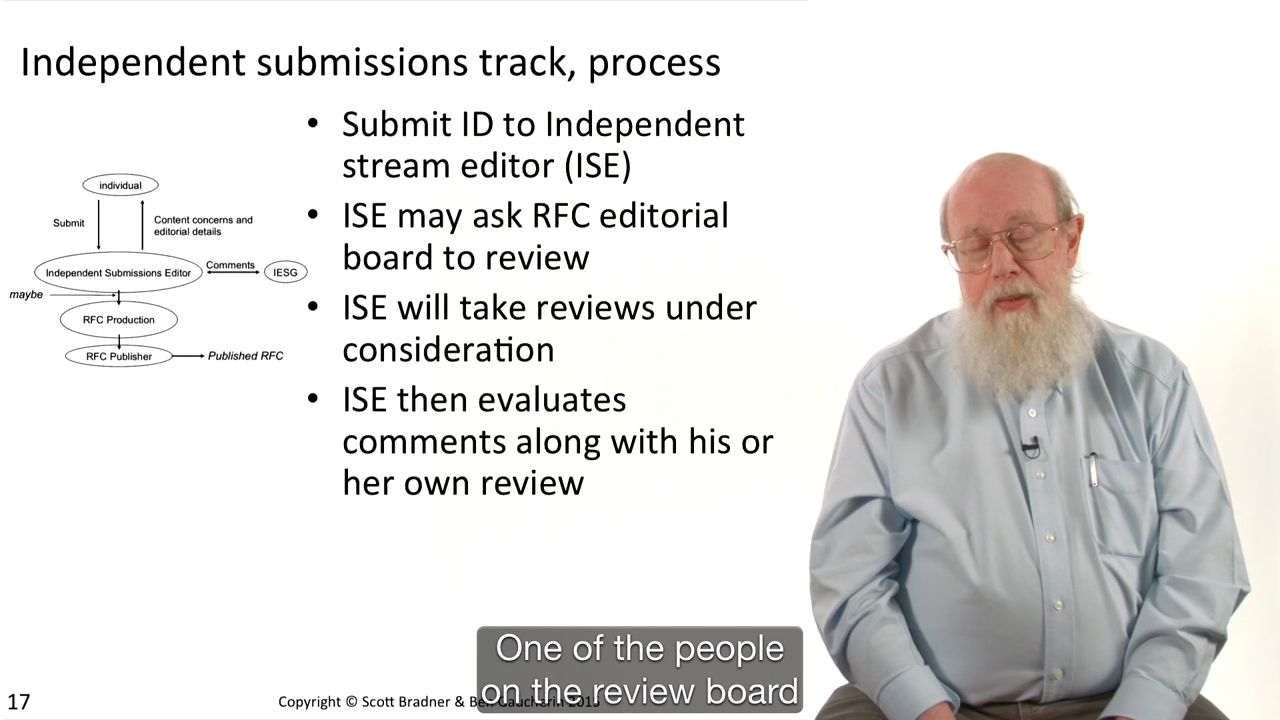 Independent submissions track, process
• Submit ID to Independent
stream editor (ISE)
• ISE may ask RFC editorial
board to review
• ISE will take reviews under
consideration
• ISE then evaluates
comments along with his or
her own review
individual
Submit
Content concerns and
editorial details
Independent Submissions Editor
Comments
IESG
maybe
RFC Production
RFC Publisher
Published RFC
One of the people
on the review board
17
Copyright © Scott Bradner &